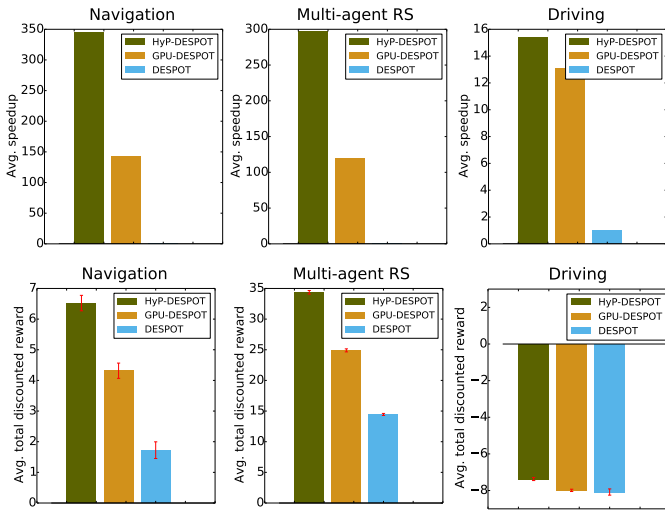 Navigation
Avg. speedup
350
300
250
200
150
100
50
0
HyP-DESPOT
GPU-DESPOT
DESPOT
Multi-agent RS
Avg. speedup
300
250
200
150
100
50
0
HyP-DESPOT
GPU-DESPOT
DESPOT
Driving
Avg. speedup
16
14
12
10
8
6
4
2
0
HyP-DESPOT
GPU-DESPOT
DESPOT
Navigation
Avg. total discounted reward
7
6
5
4
3
2
1
0
HyP-DESPOT
GPU-DESPOT
DESPOT
Multi-agent RS
Avg. total discounted reward
35
30
25
20
15
10
5
0
HyP-DESPOT
GPU-DESPOT
DESPOT
Driving
Avg. total discounted reward
2
0
−2
−4
−6
−8
HyP-DESPOT
GPU-DESPOT
DESPOT